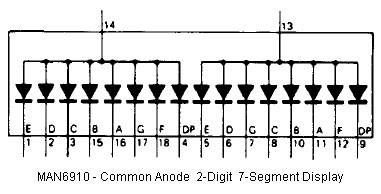 14 13
E D C B A G F DP E D G C B A F DP
1 2 3 15 16 17 18 4 5 6 7 8 10 11 12 9
MAN6910 - Common Anode 2-Digit 7-Segment Display